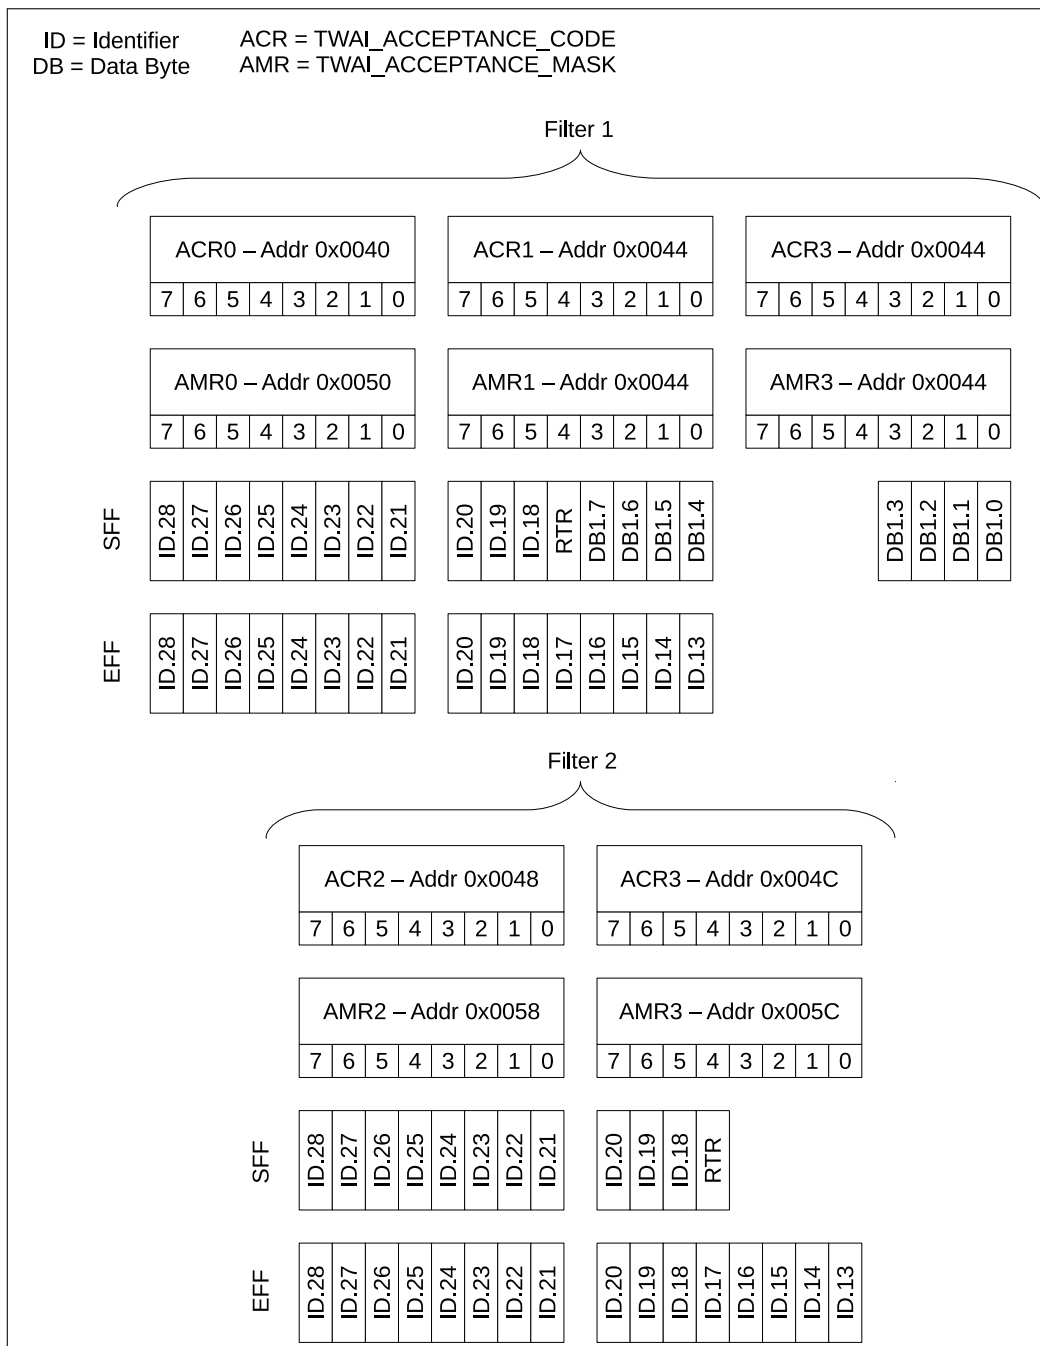 ID = Identifier ACR = TWAI_ACCEPTANCE_CODE
DB = Data Byte AMR = TWAI_ACCEPTANCE_MASK
Filter 1
ACR0 – Addr 0x0040 ACR1 – Addr 0x0044 ACR3 – Addr 0x0044
7 6 5 4 3 2 1 0 7 6 5 4 3 2 1 0 7 6 5 4 3 2 1 0
AMR0 – Addr 0x0050 AMR1 – Addr 0x0044 AMR3 – Addr 0x0044
7 6 5 4 3 2 1 0 7 6 5 4 3 2 1 0 7 6 5 4 3 2 1 0
SFF ID.28 ID.27 ID.26 ID.25 ID.24 ID.23 ID.22 ID.21 ID.20 ID.19 ID.18 RTR DB1.7 DB1.6 DB1.5 DB1.4 DB1.3 DB1.2 DB1.1 DB1.0
EFF ID.28 ID.27 ID.26 ID.25 ID.24 ID.23 ID.22 ID.21 ID.20 ID.19 ID.18 ID.17 ID.16 ID.15 ID.14 ID.13
Filter 2
ACR2 – Addr 0x0048 ACR3 – Addr 0x004C
7 6 5 4 3 2 1 0 7 6 5 4 3 2 1 0
AMR2 – Addr 0x0058 AMR3 – Addr 0x005C
7 6 5 4 3 2 1 0 7 6 5 4 3 2 1 0
SFF ID.28 ID.27 ID.26 ID.25 ID.24 ID.23 ID.22 ID.21 ID.20 ID.19 ID.18 RTR
EFF ID.28 ID.27 ID.26 ID.25 ID.24 ID.23 ID.22 ID.21 ID.20 ID.19 ID.18 ID.17 ID.16 ID.15 ID.14 ID.13